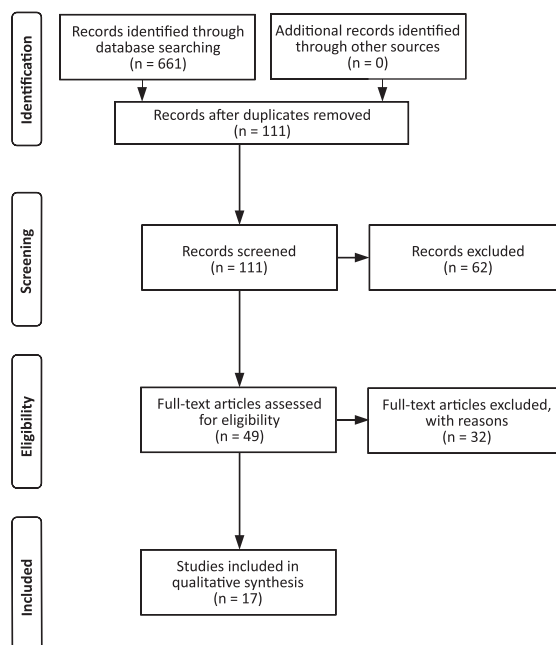 Identification
Records identified through
database searching
(n = 661)
Additional records identified
through other sources
(n = 0)
Records after duplicates removed
(n = 111)
Screening
Records screened
(n = 111)
Records excluded
(n = 62)
Eligibility
Full-text articles assessed
for eligibility
(n = 49)
Full-text articles excluded,
with reasons
(n = 32)
Included
Studies included in
qualitative synthesis
(n = 17)